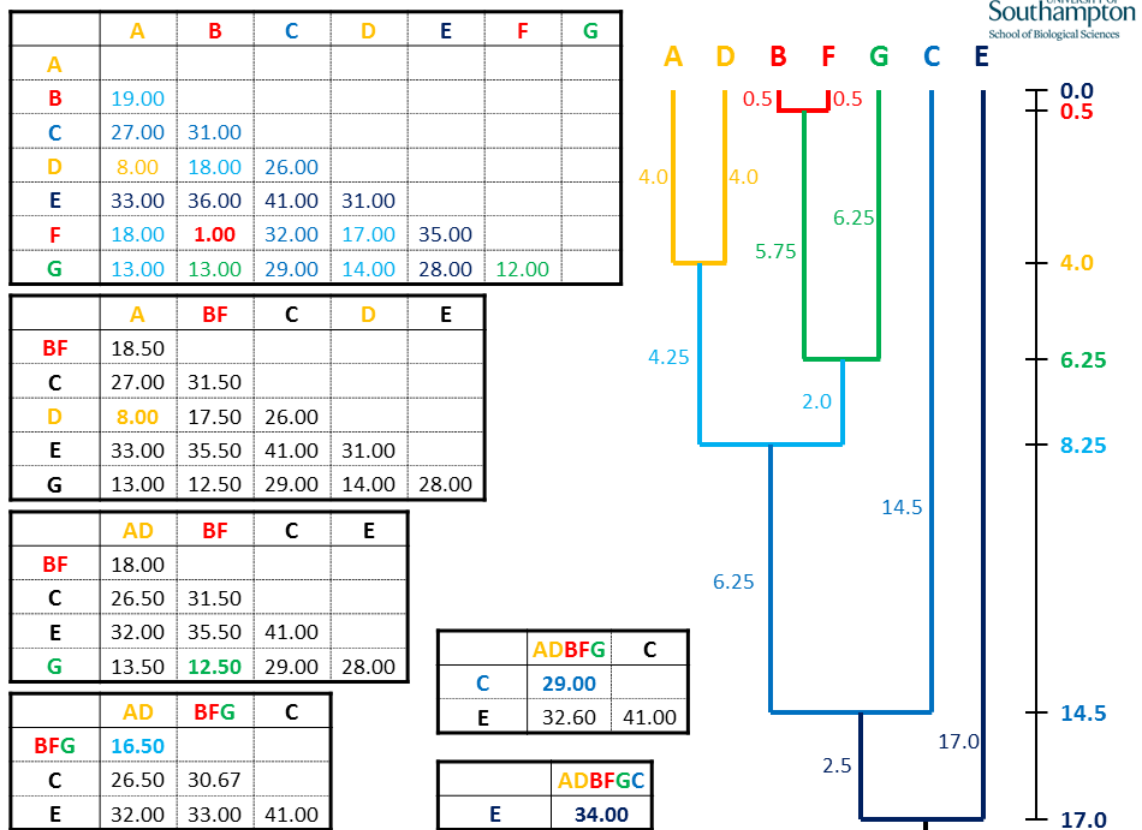 UNIVERSITY OF
Southampton
School of Biological Sciences
A B C D E F G
A
B 19.00
C 27.00 31.00
D 8.00 18.00 26.00
E 33.00 36.00 41.00 31.00
F 18.00 1.00 32.00 17.00 35.00
G 13.00 13.00 29.00 14.00 28.00 12.00
A BF C D E
BF 18.50
C 27.00 31.50
D 8.00 17.50 26.00
E 33.00 35.50 41.00 31.00
G 13.00 12.50 29.00 14.00 28.00
AD BF C E
BF 18.00
C 26.50 31.50
E 32.00 35.50 41.00
G 13.50 12.50 29.00 28.00
AD BFG C
BFG 16.50
C 26.50 30.67
E 32.00 33.00 41.00
ADBFG C
C 29.00
E 32.60 41.00
ADBFGC
E 34.00
A D B F G C E
0.5 0.5
4.0 4.0
6.25
5.75
4.25
2.0
14.5
6.25
17.0
2.5
0.0
0.5
4.0
6.25
8.25
14.5
17.0